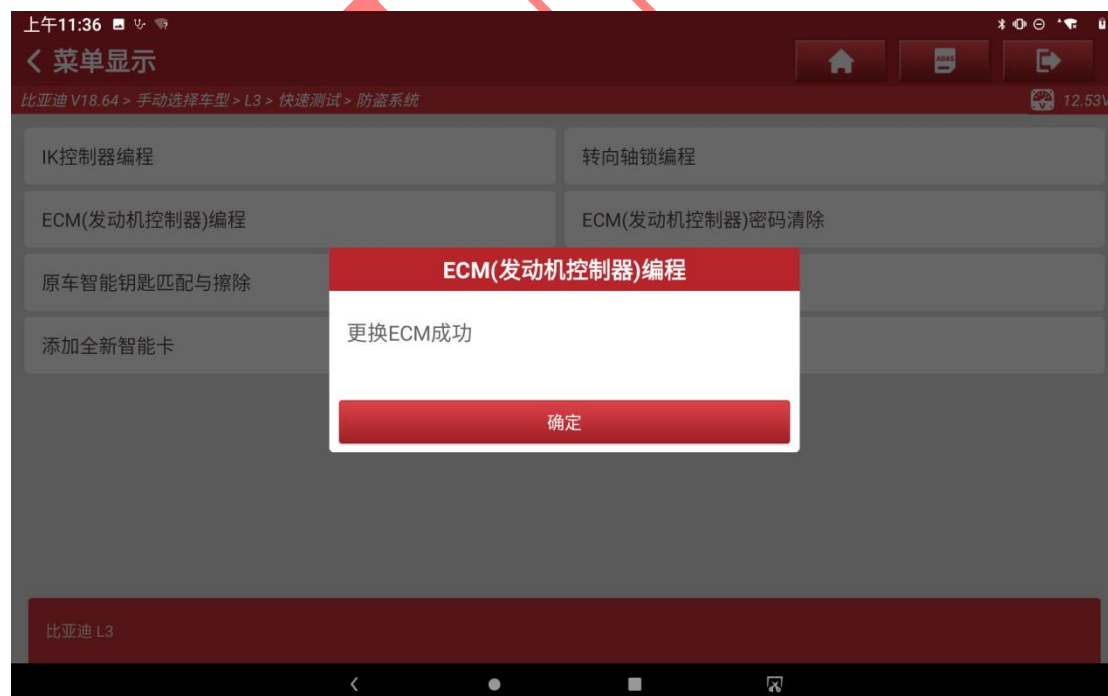 上午11:36
菜单显示
ADAS
比亚迪 V18.64 > 手动选择车型 > L3 > 快速测试 > 防盗系统
12.53V
IK控制器编程
转向轴锁编程
ECM(发动机控制器)编程
ECM(发动机控制器)密码清除
原车智能钥匙匹配与擦除
添加全新智能卡
ECM(发动机控制器)编程
更换ECM成功
确定
比亚迪 L3